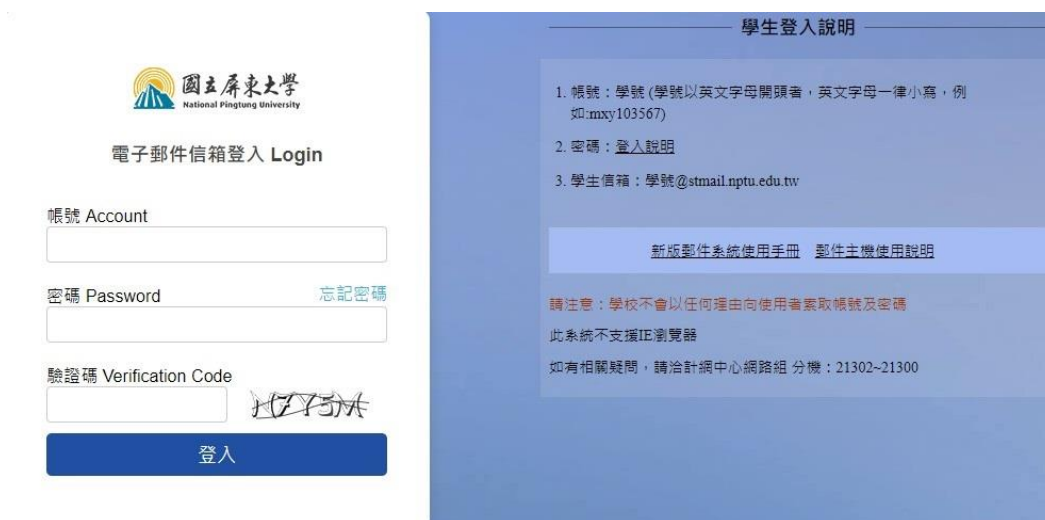 國立屏東大學
National Pingtung University
電子郵件信箱登入 Login
帳號 Account
密碼 Password
忘記密碼
驗證碼 Verification Code
登入
學生登入說明
1. 帳號：學號 (學號以英文字母開頭者，英文字母一律小寫，例
如:mxy103567)
2. 密碼：登入說明
3. 學生信箱：學號@stmail.nptu.edu.tw
新版郵件系統使用手冊 郵件主機使用說明
請注意：學校不會以任何理由向使用者索取帳號及密碼
此系統不支援IE瀏覽器
如有相關疑問，請洽計網中心網路組 分機：21302~21300